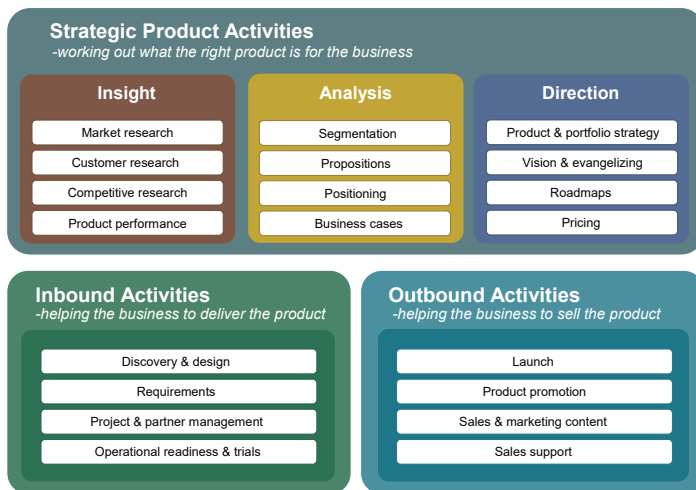 Strategic Product Activities
-working out what the right product is for the business
Insight
Market research
Customer research
Competitive research
Product performance
Analysis
Segmentation
Propositions
Positioning
Business cases
Direction
Product & portfolio strategy
Vision & evangelizing
Roadmaps
Pricing
Inbound Activities
-helping the business to deliver the product
Discovery & design
Requirements
Project & partner management
Operational readiness & trials
Outbound Activities
-helping the business to sell the product
Launch
Product promotion
Sales & marketing content
Sales support